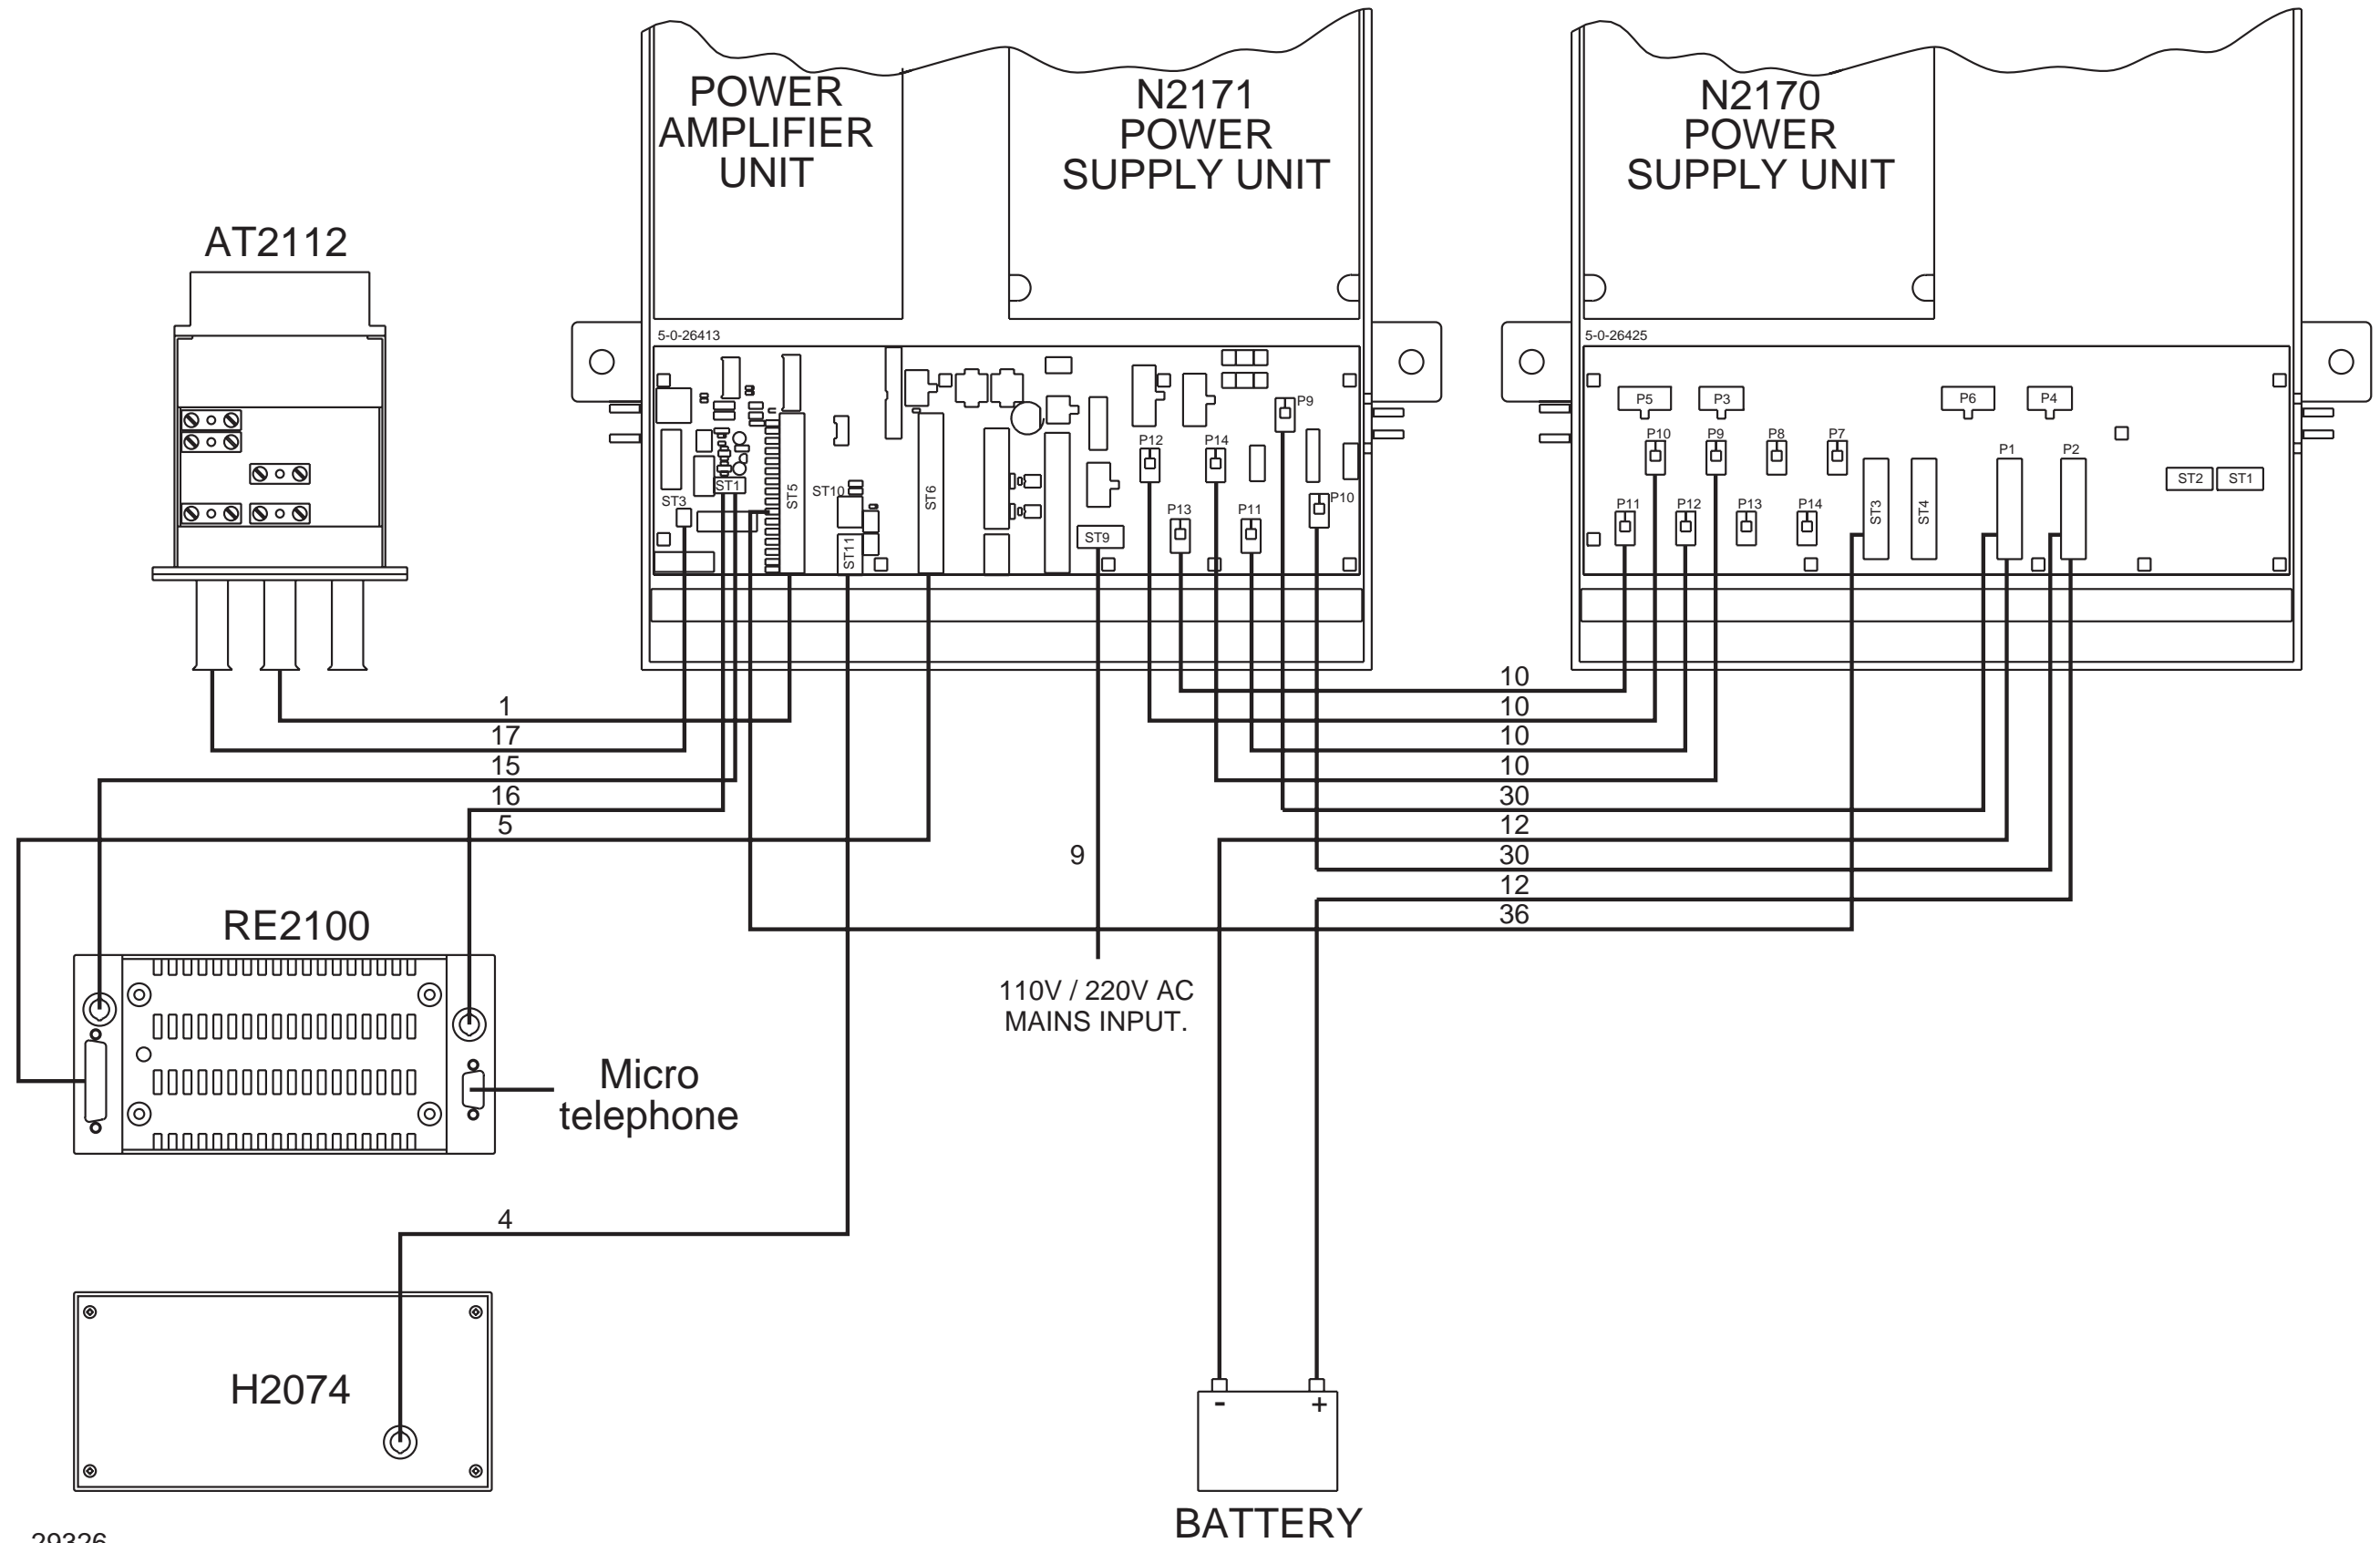 POWER
AMPLIFIER
UNIT
N2171
POWER
SUPPLY UNIT
N2170
POWER
SUPPLY UNIT
AT2112
5-0-26413
5-0-26425
P9
P12
P14
P10
P13
P11
ST1
ST3
ST5
ST10
ST11
ST6
ST9
P5
P3
P6
P4
P10
P9
P8
P7
P1
P2
P11
P12
P13
P14
ST3
ST4
ST2
ST1
1
17
15
16
5
10
10
10
10
30
12
30
12
36
9
110V / 220V AC
MAINS INPUT.
RE2100
Micro
telephone
4
H2074
-
+
BATTERY
29326